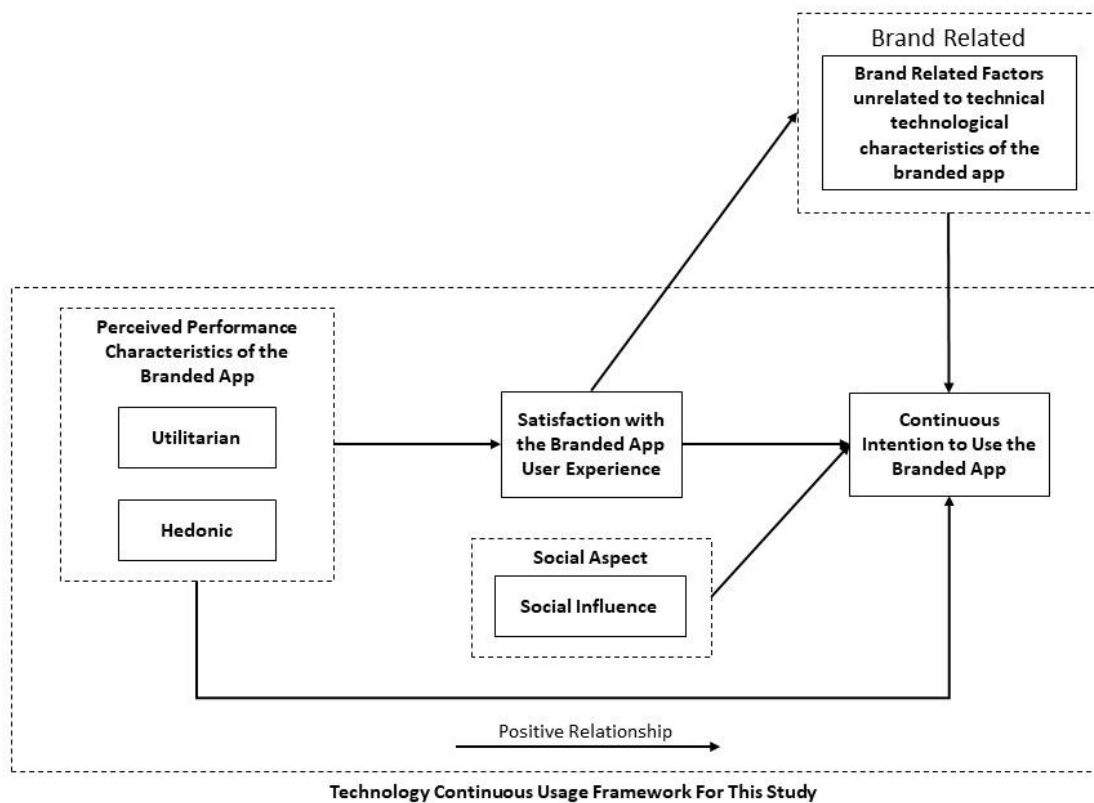 Brand Related
Brand Related Factors
unrelated to technical
technological
characteristics of the
branded app
Perceived Performance
Characteristics of the
Branded App
Utilitarian
Hedonic
Satisfaction with
the Branded App
User Experience
Continuous
Intention to Use the
Branded App
Social Aspect
Social Influence
Positive Relationship
Technology Continuous Usage Framework For This Study